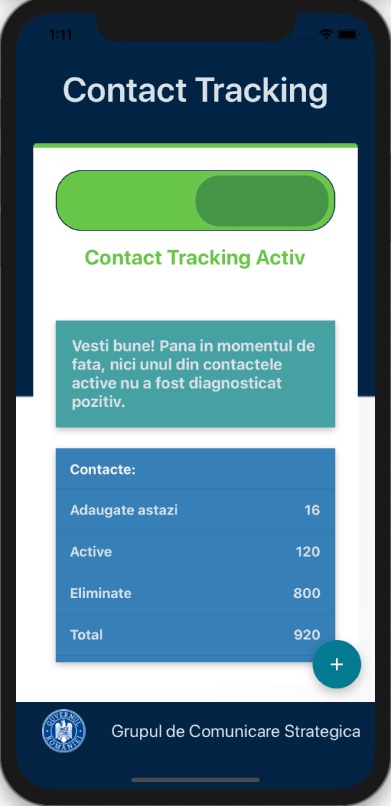 1:11
Contact Tracking
Contact Tracking Activ
Vesti bune! Pana in momentul de
fata, nici unul din contactele
active nu a fost diagnosticat
pozitiv.
Contacte:
Adaugate astazi 16
Active 120
Eliminate 800
Total 920
+
GUVERNUL ROMÂNIEI
Grupul de Comunicare Strategica